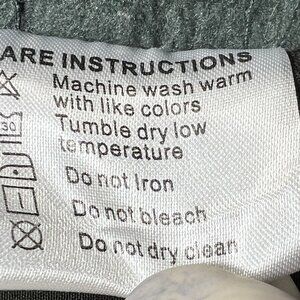 ARE INSTRUCTIONS
Machine wash warm
with like colors
Tumble dry low
temperature
Do not Iron
Do not bleach
Do not dry clean
30